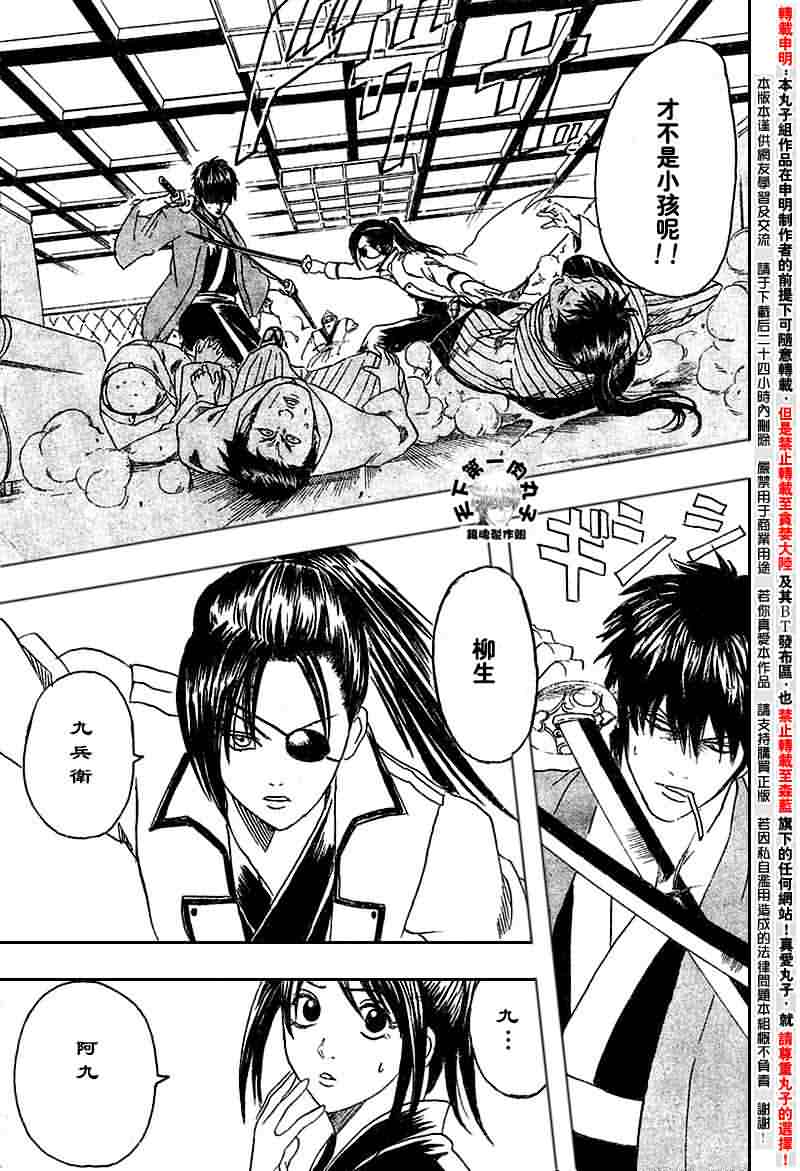 才不是小孩呢!!
柳生
九兵衛
九…
阿九
ギシシ
天下第一肉丸子
銀魂製作組
轉載申明:本丸子組作品在申明制作者的前提下可隨意轉載.但是禁止轉載至貪婪大陸及其BT發布區.也禁止轉載至森藍旗下的任何網站!真愛丸子.就請尊重丸子的選擇!
本版本僅供網友學習及交流 請于下載后二十四小時內刪除 嚴禁用于商業用途 若你真愛本作品 請支持購買正版 若因私自濫用造成的法律問題本組概不負責 謝謝!